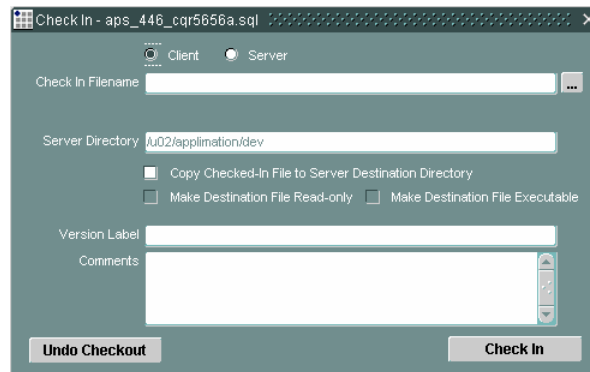 Check In - aps_446_cqr5656a.sql
Client Server
Check In Filename
...
Server Directory /u02/applimation/dev
Copy Checked-In File to Server Destination Directory
Make Destination File Read-only Make Destination File Executable
Version Label
Comments
Undo Checkout Check In